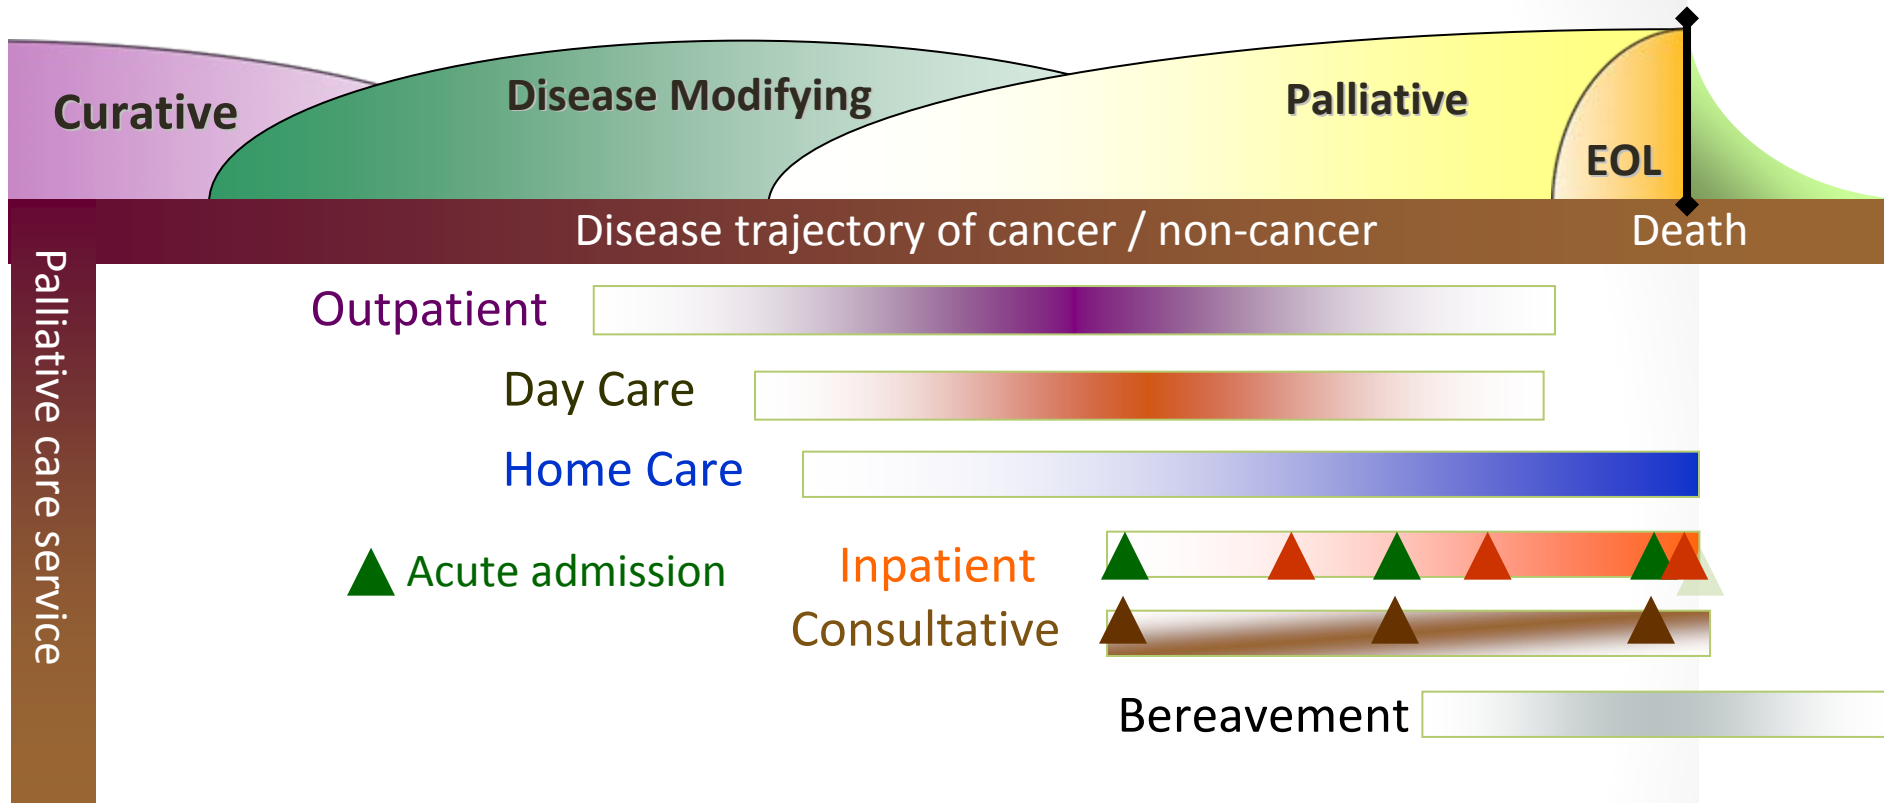 Curative
Disease Modifying
Palliative
EOL
Disease trajectory of cancer / non-cancer
Death
Palliative care service
Outpatient
Day Care
Home Care
Acute admission
Inpatient
Consultative
Bereavement